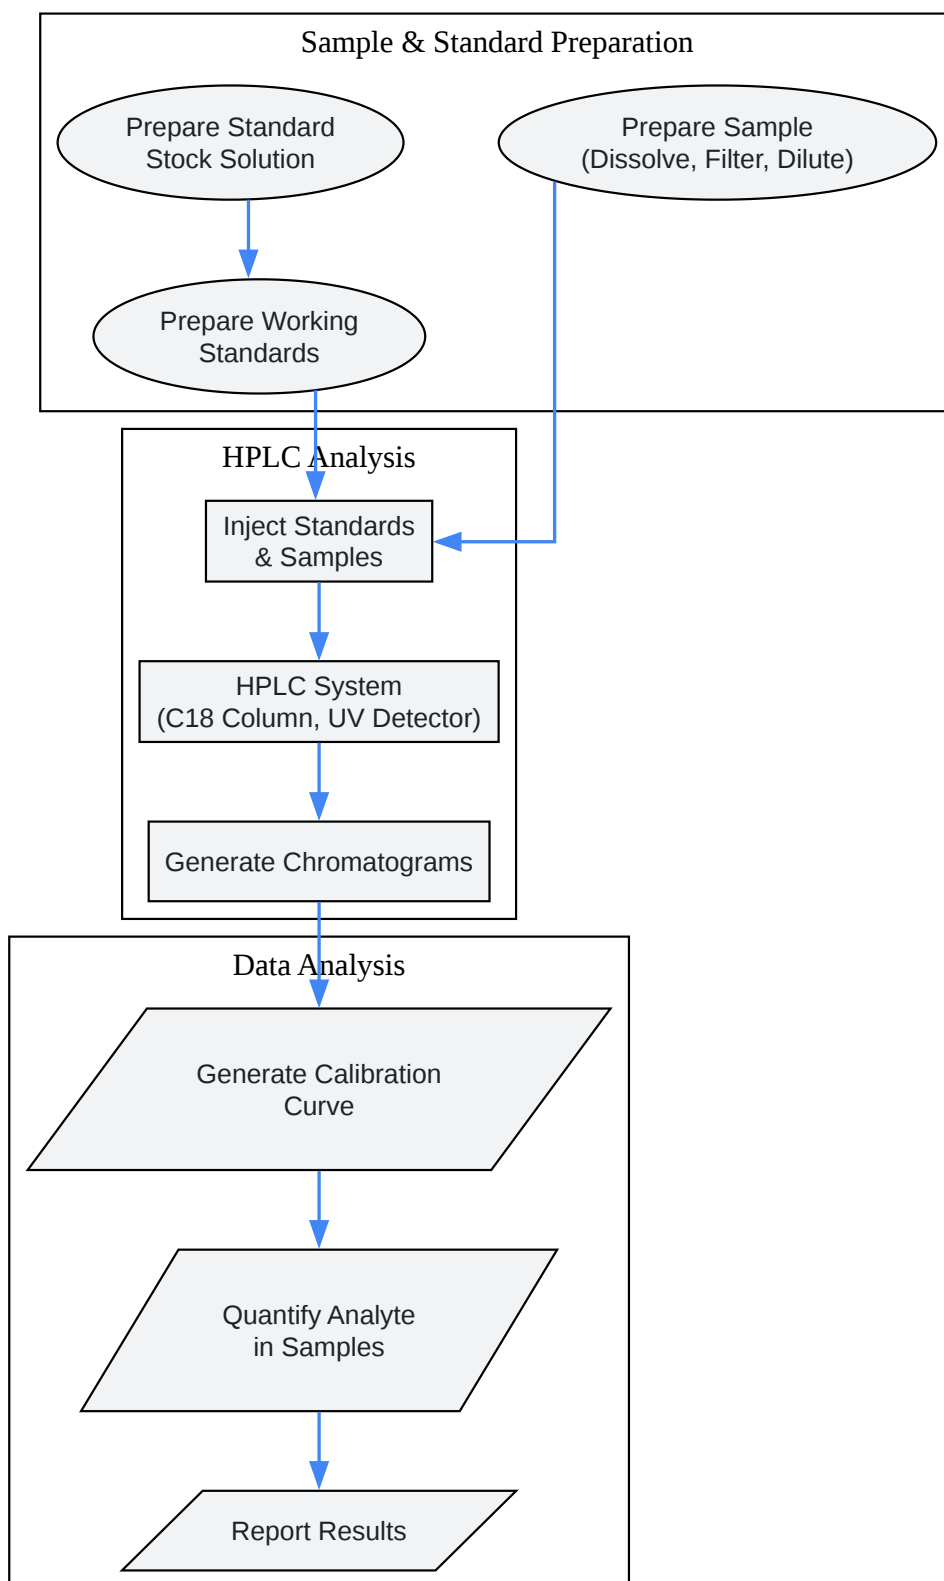 Sample & Standard Preparation
Prepare Standard
Stock Solution
Prepare Sample
(Dissolve, Filter, Dilute)
Prepare Working
Standards
HPLC Analysis
Inject Standards
& Samples
HPLC System
(C18 Column, UV Detector)
Generate Chromatograms
Data Analysis
Generate Calibration
Curve
Quantify Analyte
in Samples
Report Results